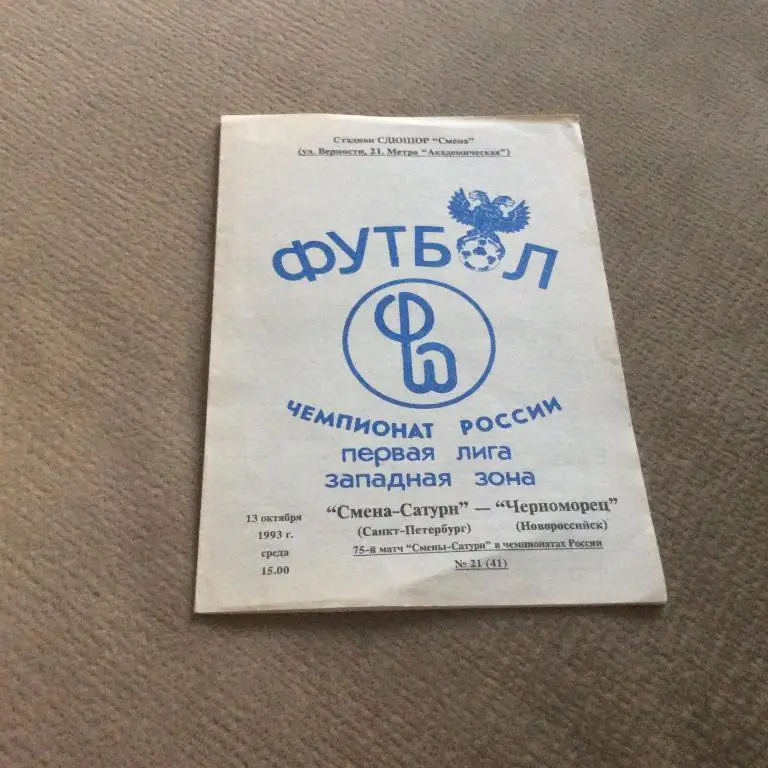 Стадион СДЮШОР "Смена"
(ул. Верности, 21. Метро "Академическая")
ФУТБОЛ
ЧЕМПИОНАТ РОССИИ
первая лига
западная зона
13 октября
1993 г.
среда
15.00
"Смена-Сатурн" — "Черноморец"
(Санкт-Петербург) (Новороссийск)
75-й матч "Смены-Сатурн" в чемпионатах России
№ 21 (41)